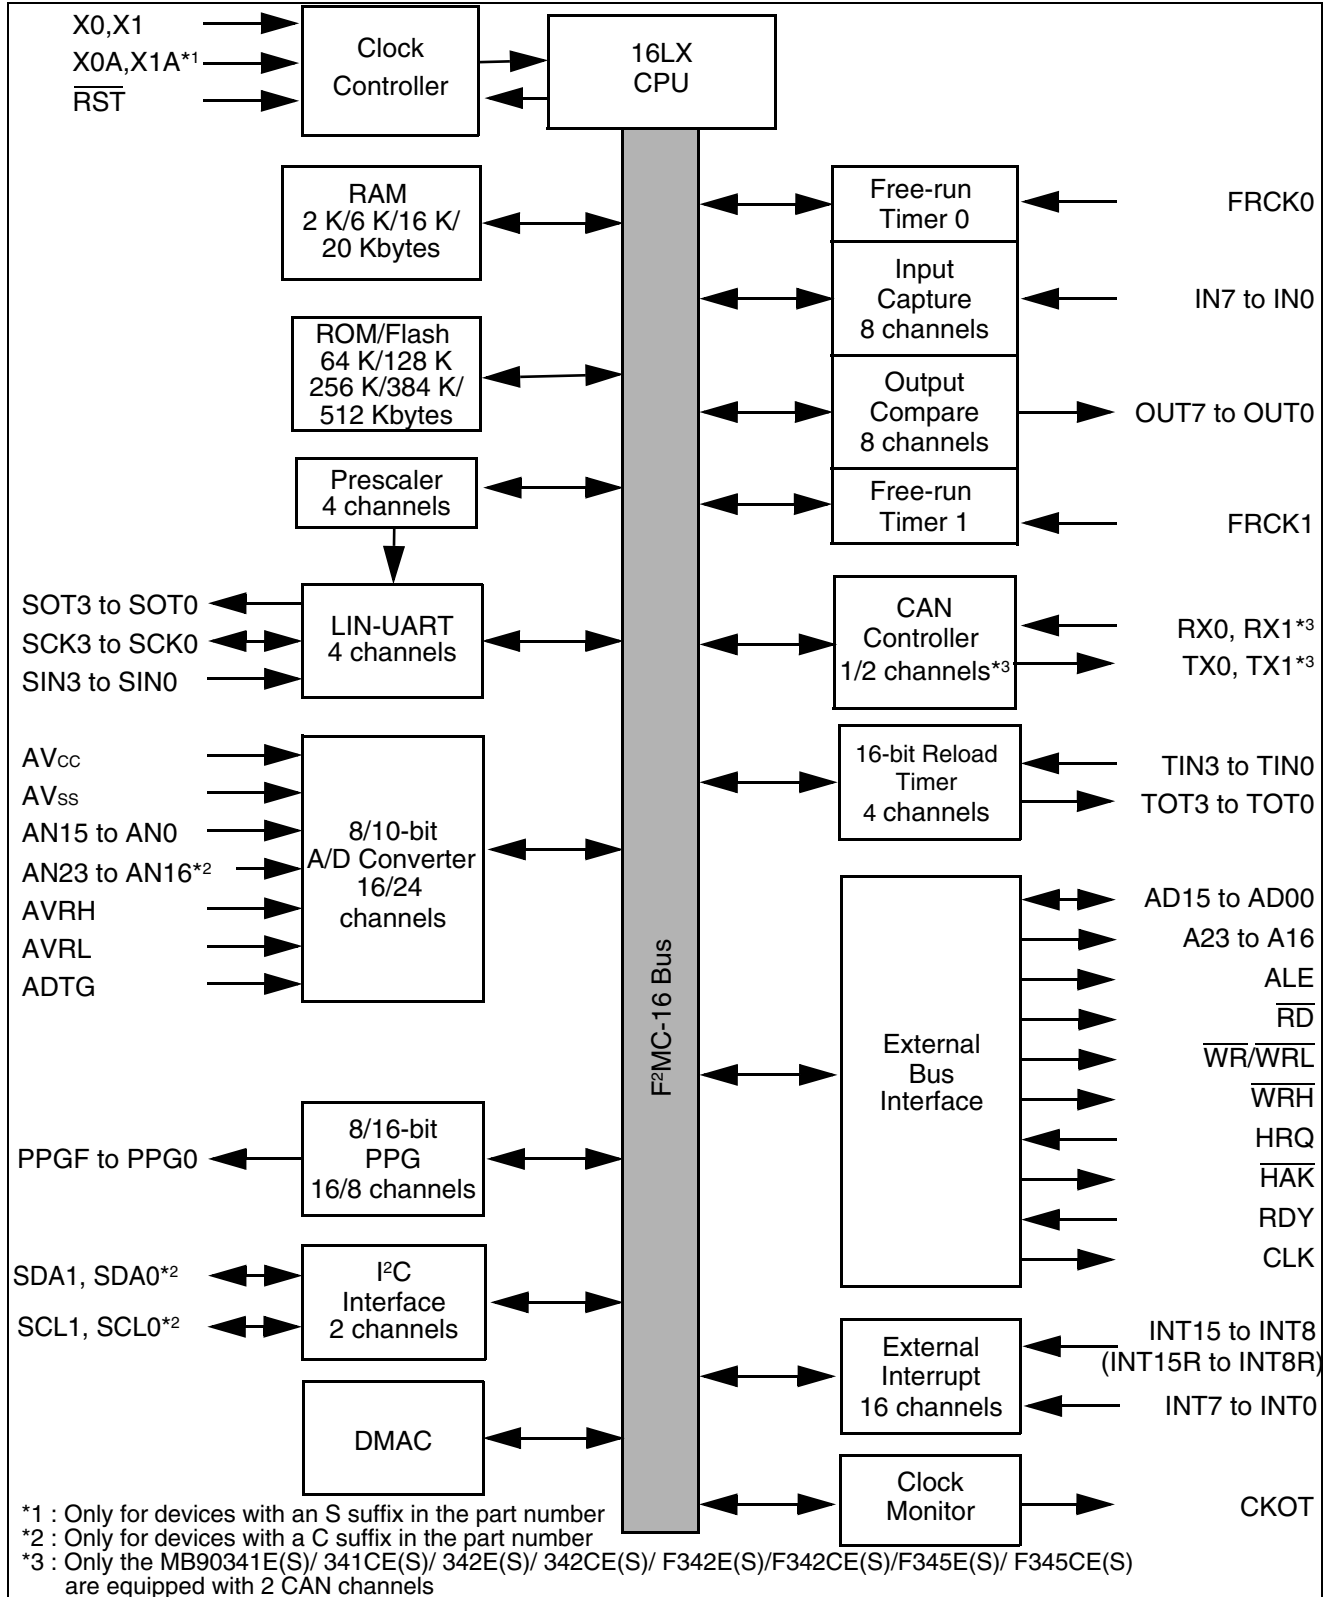 X0,X1
X0A,X1A*1
RST
Clock
Controller
16LX
CPU
RAM
2 K/6 K/16 K/
20 Kbytes
ROM/Flash
64 K/128 K
256 K/384 K/
512 Kbytes
Prescaler
4 channels
SOT3 to SOT0
SCK3 to SCK0
SIN3 to SIN0
LIN-UART
4 channels
AVCC
AVSS
AN15 to AN0
AN23 to AN16*2
AVRH
AVRL
ADTG
8/10-bit
A/D Converter
16/24
channels
PPGF to PPG0
8/16-bit
PPG
16/8 channels
SDA1, SDA0*2
SCL1, SCL0*2
I2C
Interface
2 channels
DMAC
F2MC-16 Bus
Free-run
Timer 0
FRCK0
Input
Capture
8 channels
IN7 to IN0
Output
Compare
8 channels
OUT7 to OUT0
Free-run
Timer 1
FRCK1
CAN
Controller
1/2 channels*3
RX0, RX1*3
TX0, TX1*3
16-bit Reload
Timer
4 channels
TIN3 to TIN0
TOT3 to TOT0
External
Bus
Interface
AD15 to AD00
A23 to A16
ALE
RD
WR/WRL
WRH
HRQ
HAK
RDY
CLK
External
Interrupt
16 channels
INT15 to INT8
(INT15R to INT8R)
INT7 to INT0
Clock
Monitor
CKOT
*1 : Only for devices with an S suffix in the part number
*2 : Only for devices with a C suffix in the part number
*3 : Only the MB90341E(S)/ 341CE(S)/ 342E(S)/ 342CE(S)/ F342E(S)/F342CE(S)/F345E(S)/ F345CE(S)
are equipped with 2 CAN channels